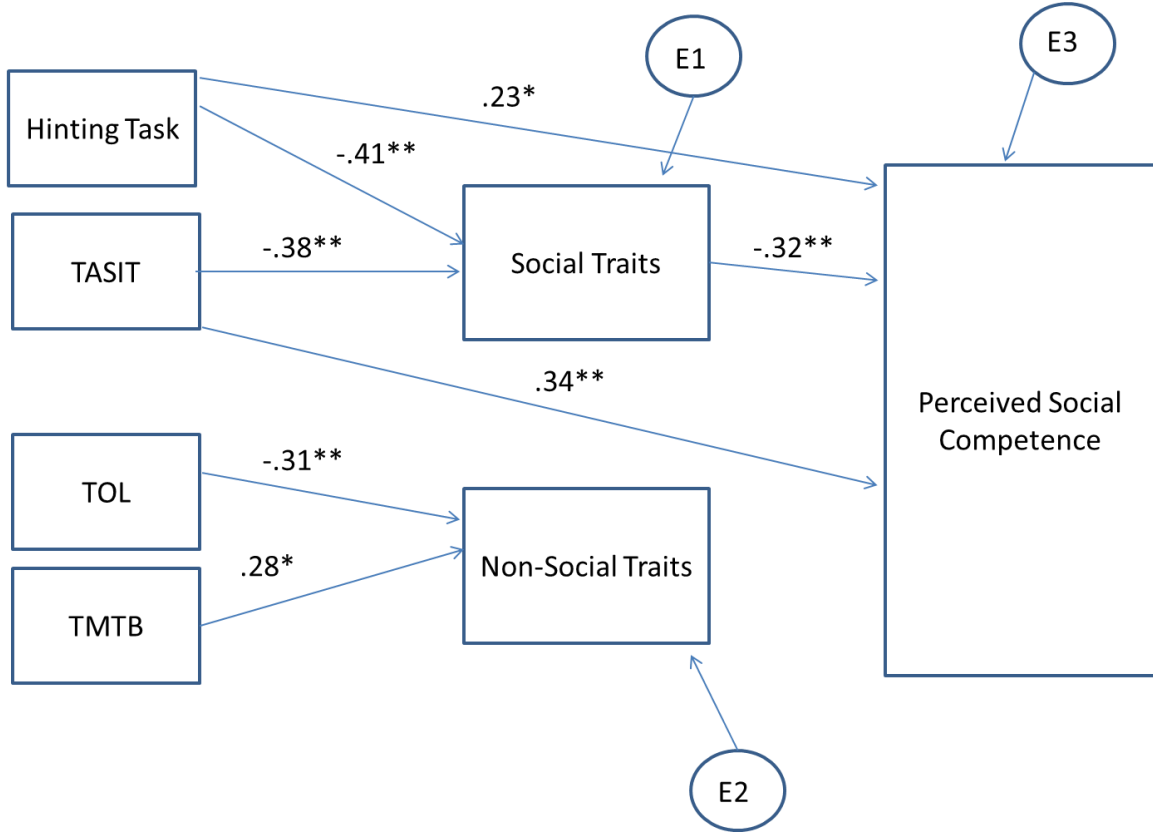 E1
E3
Hinting Task
.23*
-.41**
TASIT
-.38**
Social Traits
-.32**
.34**
Perceived Social
Competence
TOL
-.31**
Non-Social Traits
.28*
TMTB
E2